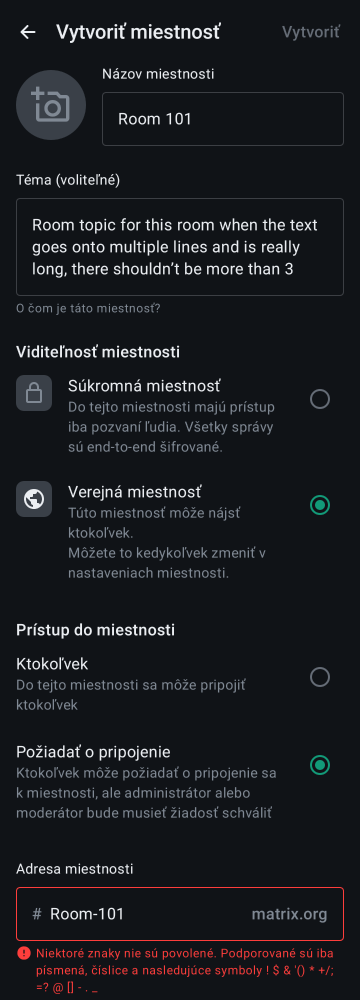 Vytvoriť miestnosť
Vytvoriť
Názov miestnosti
Room 101
Téma (voliteľné)
Room topic for this room when the text
goes onto multiple lines and is really
long, there shouldn’t be more than 3
O čom je táto miestnosť?
Viditeľnosť miestnosti
Súkromná miestnosť
Do tejto miestnosti majú prístup
iba pozvaní ľudia. Všetky správy
sú end-to-end šifrované.
Verejná miestnosť
Túto miestnosť môže nájsť
ktokoľvek.
Môžete to kedykoľvek zmeniť v
nastaveniach miestnosti.
Prístup do miestnosti
Ktokoľvek
Do tejto miestnosti sa môže pripojiť
ktokoľvek
Požiadať o pripojenie
Ktokoľvek môže požiadať o pripojenie sa
k miestnosti, ale administrátor alebo
moderátor bude musieť žiadosť schváliť
Adresa miestnosti
# Room-101 matrix.org
Niektoré znaky nie sú povolené. Podporované sú iba
písmená, číslice a nasledujúce symboly ! $ & '() * +/;
=? @ [] - . _